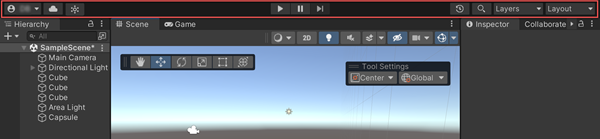 Layers
Layout
Hierarchy
Scene
Game
Inspector
Collaborate
All
2D
SampleScene*
Main Camera
Directional Light
Cube
Cube
Cube
Area Light
Capsule
Tool Settings
Center
Global